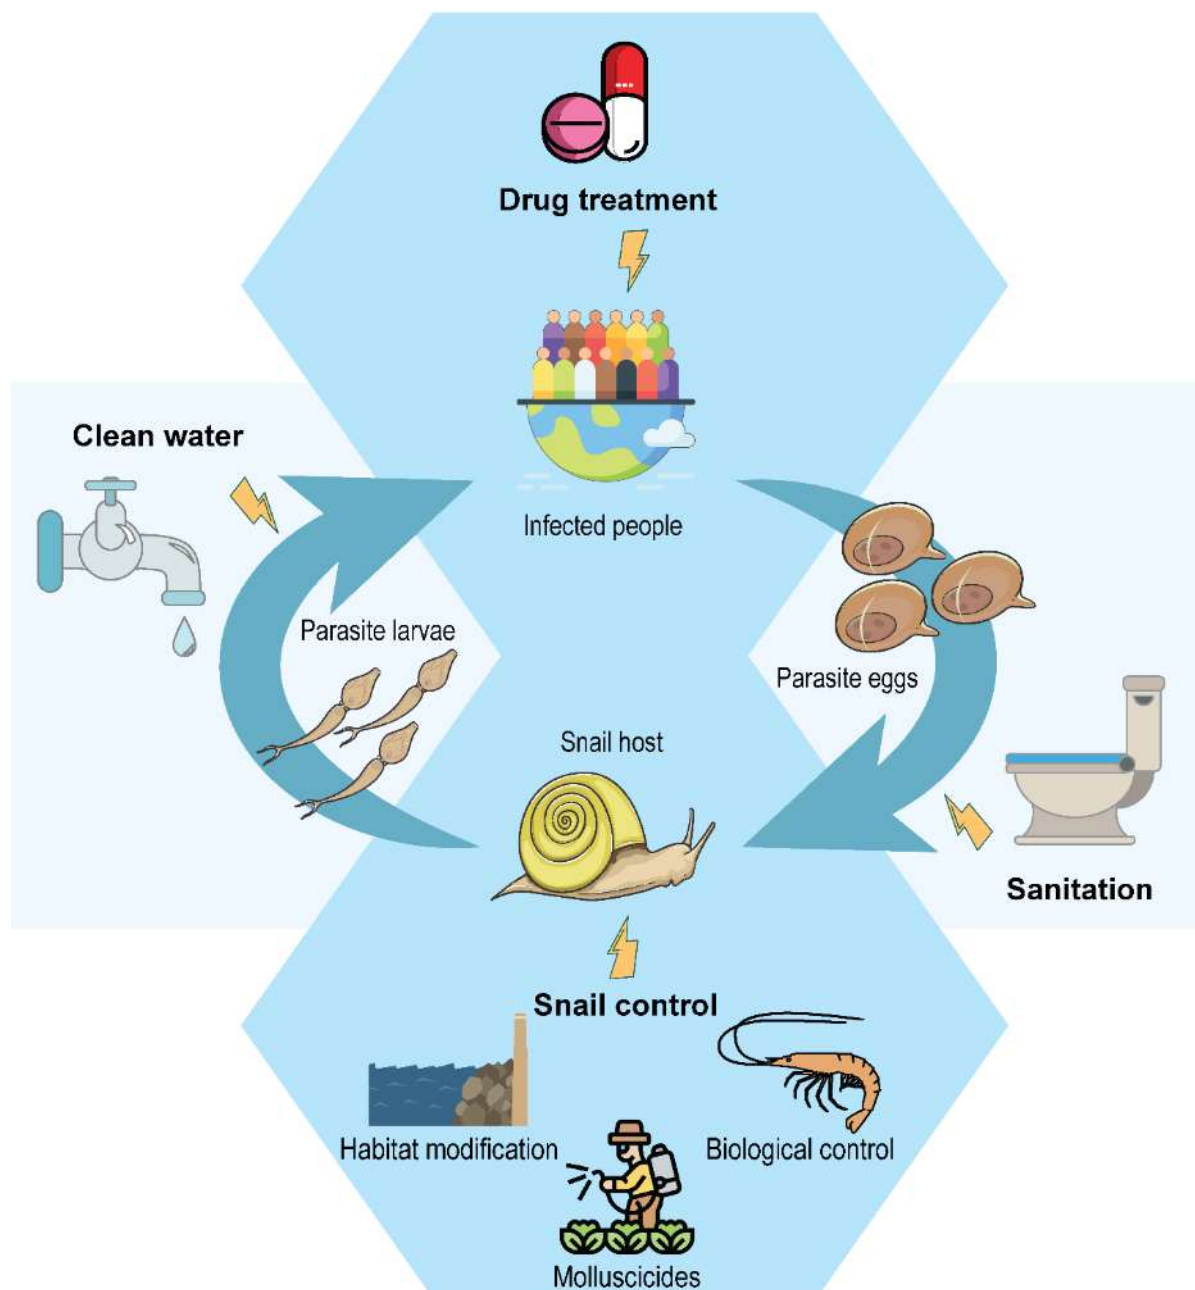 Drug treatment
Clean water
Infected people
Parasite larvae
Parasite eggs
Snail host
Sanitation
Snail control
Habitat modification
Biological control
Molluscicides